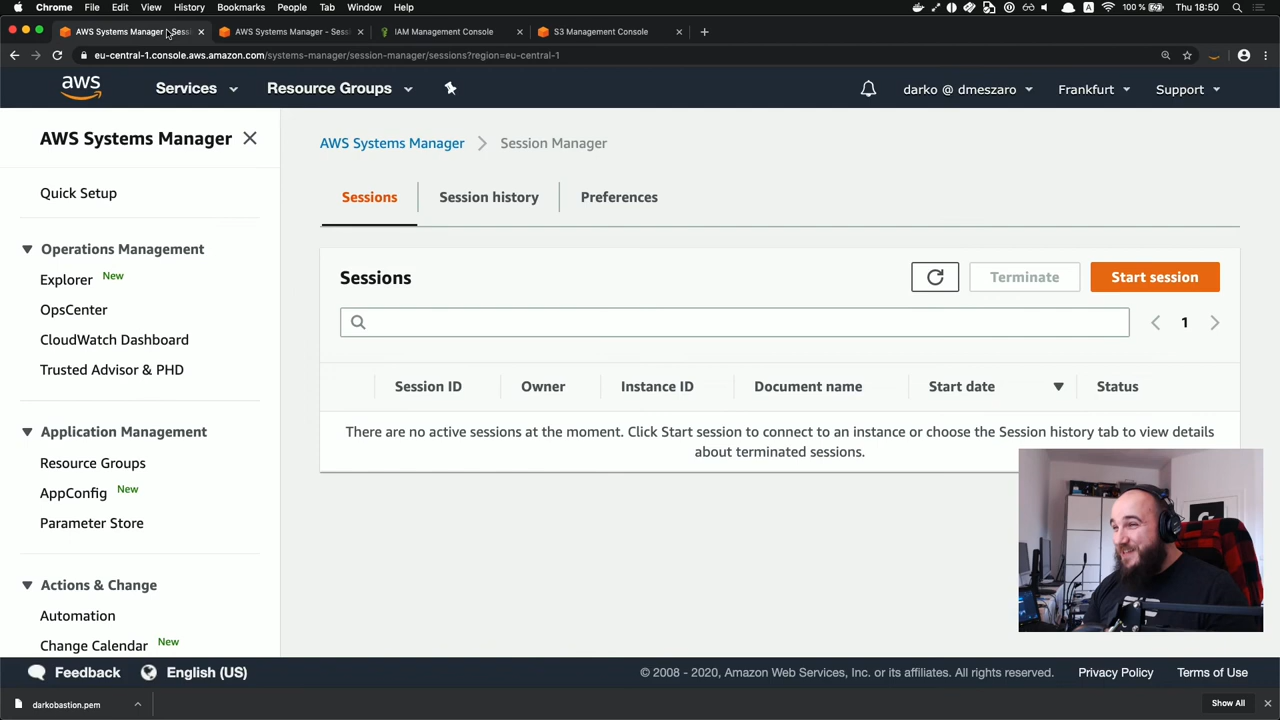 Chrome File Edit View History Bookmarks People Tab Window Help 100 % Thu 18:50
AWS Systems Manager - Sessi
AWS Systems Manager - Sessi
IAM Management Console
S3 Management Console
eu-central-1.console.aws.amazon.com/systems-manager/session-manager/sessions?region=eu-central-1
aws Services Resource Groups darko @ dmeszaro Frankfurt Support
AWS Systems Manager
Quick Setup
Operations Management
Explorer New
OpsCenter
CloudWatch Dashboard
Trusted Advisor & PHD
Application Management
Resource Groups
AppConfig New
Parameter Store
Actions & Change
Automation
Change Calendar New
AWS Systems Manager Session Manager
Sessions Session history Preferences
Sessions
Terminate Start session
1
Session ID Owner Instance ID Document name Start date Status
There are no active sessions at the moment. Click Start session to connect to an instance or choose the Session history tab to view details
about terminated sessions.
Feedback English (US) © 2008 - 2020, Amazon Web Services, Inc. or its affiliates. All rights reserved. Privacy Policy Terms of Use
darkobastion.pem Show All